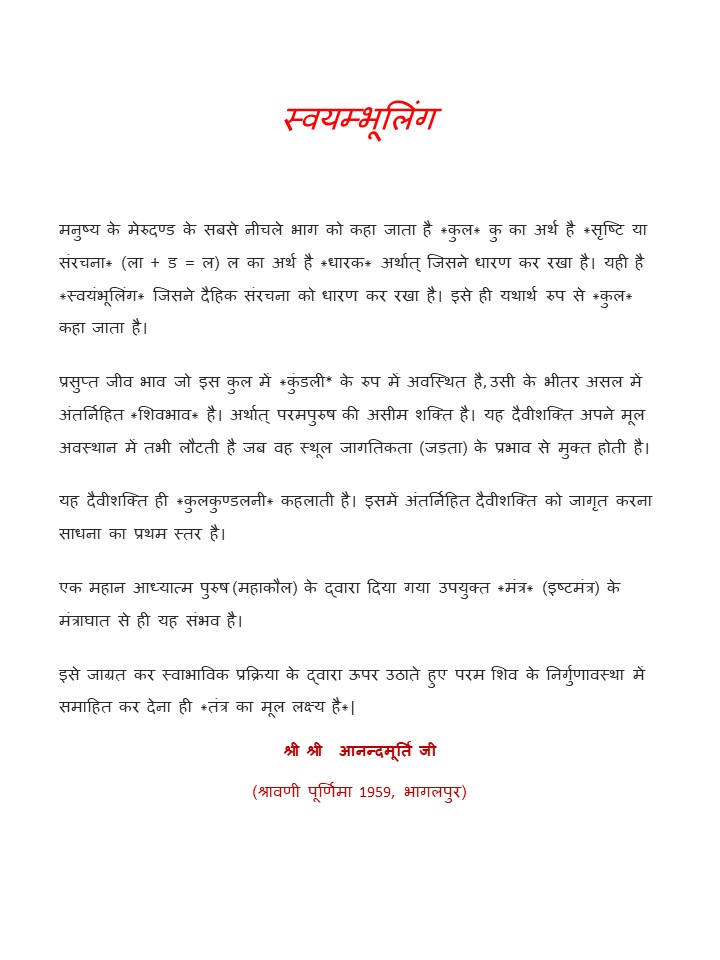 स्वयम्भूलिंग
मनुष्य के मेरुदण्ड के सबसे नीचले भाग को कहा जाता है *कुल* कु का अर्थ है *सृष्टि या
संरचना* (ला + ड = ल) ल का अर्थ है *धारक* अर्थात् जिसने धारण कर रखा है। यही है
*स्वयंभूलिंग* जिसने दैहिक संरचना को धारण कर रखा है। इसे ही यथार्थ रुप से *कुल*
कहा जाता है।
प्रसुप्त जीव भाव जो इस कुल में *कुंडली* के रुप में अवस्थित है, उसी के भीतर असल में
अंतर्निहित *शिवभाव* है। अर्थात् परमपुरुष की असीम शक्ति है। यह दैवीशक्ति अपने मूल
अवस्थान में तभी लौटती है जब वह स्थूल जागतिकता (जड़ता) के प्रभाव से मुक्त होती है।
यह दैवीशक्ति ही *कुलकुण्डलनी* कहलाती है। इसमें अंतर्निहित दैवीशक्ति को जागृत करना
साधना का प्रथम स्तर है।
एक महान आध्यात्म पुरुष (महाकौल) के द्वारा दिया गया उपयुक्त *मंत्र* (इष्टमंत्र) के
मंत्राघात से ही यह संभव है।
इसे जाग्रत कर स्वाभाविक प्रक्रिया के द्वारा ऊपर उठाते हुए परम शिव के निर्गुणावस्था में
समाहित कर देना ही *तंत्र का मूल लक्ष्य है*|
श्री श्री आनन्दमूर्ति जी
(श्रावणी पूर्णिमा 1959, भागलपुर)